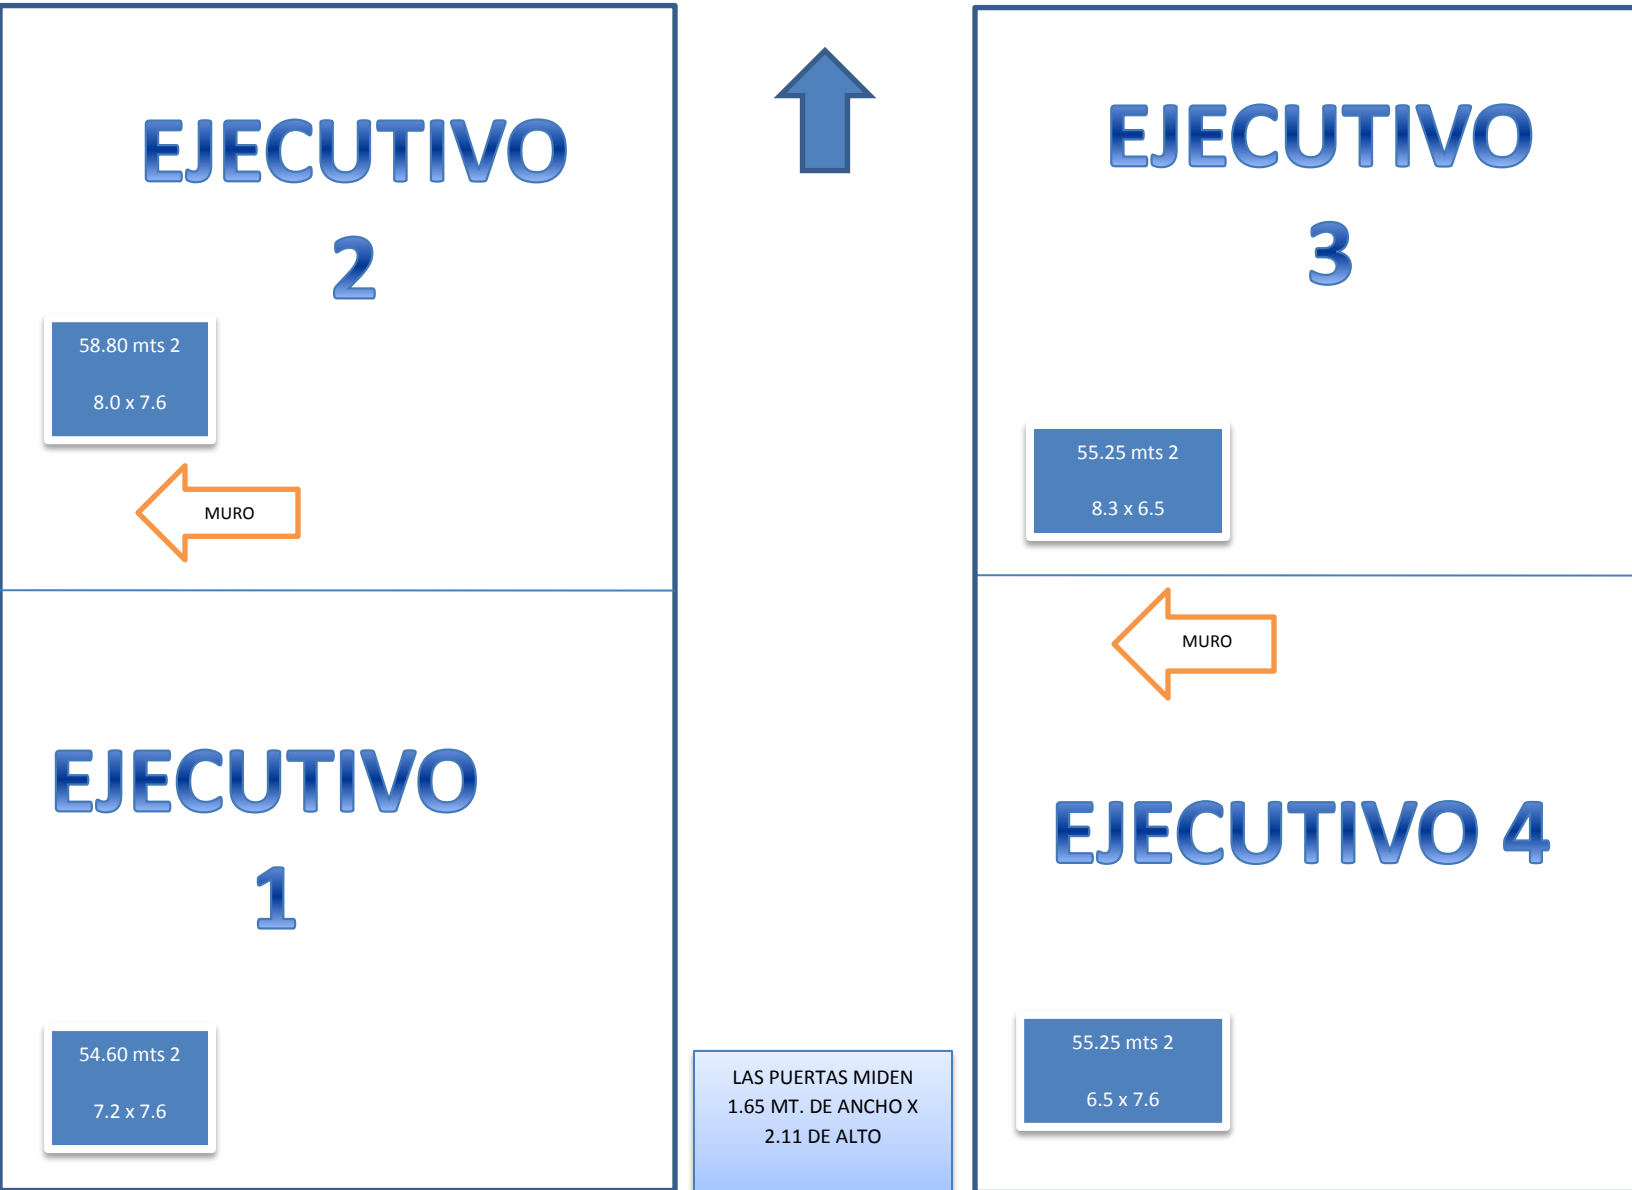 EJECUTIVO
2
58.80 mts 2
8.0 x 7.6
MURO
EJECUTIVO
1
54.60 mts 2
7.2 x 7.6
LAS PUERTAS MIDEN
1.65 MT. DE ANCHO X
2.11 DE ALTO
EJECUTIVO
3
55.25 mts 2
8.3 x 6.5
MURO
EJECUTIVO 4
55.25 mts 2
6.5 x 7.6